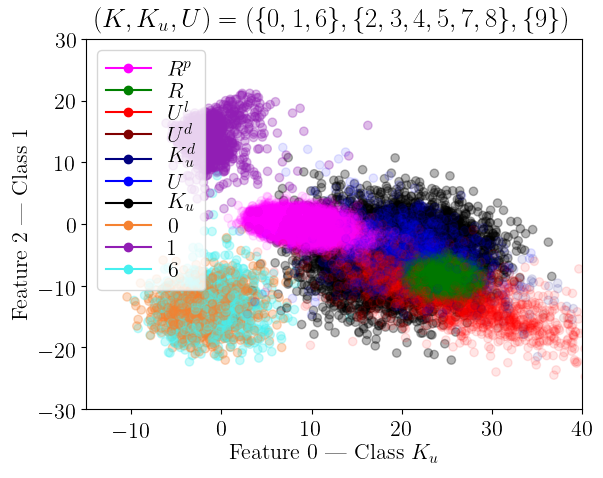 (K, K_u, U) = ({0, 1, 6}, {2, 3, 4, 5, 7, 8}, {9})
30
20
10
0
−10
−20
−30
Feature 2 — Class 1
R^p
R
U^l
U^d
K_u^d
U
K_u
0
1
6
−10
0
10
20
30
40
Feature 0 — Class K_u